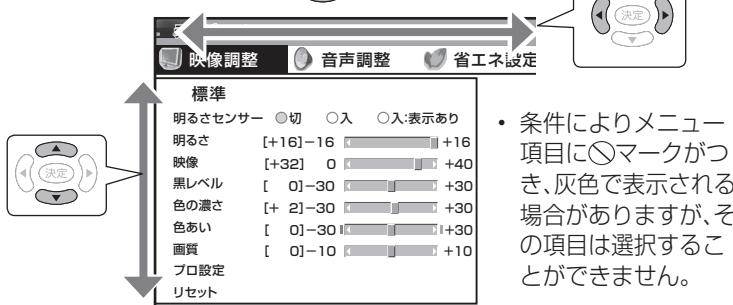 決定
映像調整 音声調整 省エネ設定
標準
明るさセンサー 切 入 入:表示あり
明るさ [+16]-16 +16
映像 [+32] 0 +40
黒レベル [ 0]-30 +30
色の濃さ [+ 2]-30 +30
色あい [ 0]-30 +30
画質 [ 0]-10 +10
プロ設定
リセット
決定
• 条件によりメニュー
項目に🚫マークがつ
き、灰色で表示される
場合がありますが、そ
の項目は選択するこ
とができません。